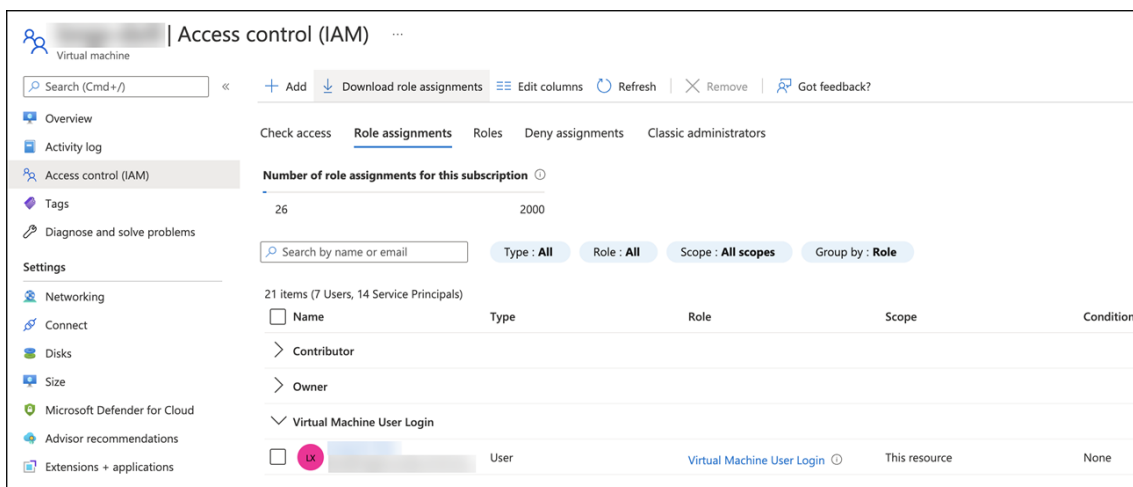 | Access control (IAM) ...
Virtual machine
Search (Cmd+/) «
Overview
Activity log
Access control (IAM)
Tags
Diagnose and solve problems
Settings
Networking
Connect
Disks
Size
Microsoft Defender for Cloud
Advisor recommendations
Extensions + applications
Add Download role assignments Edit columns Refresh Remove Got feedback?
Check access Role assignments Roles Deny assignments Classic administrators
Number of role assignments for this subscription
26 2000
Search by name or email Type : All Role : All Scope : All scopes Group by : Role
21 items (7 Users, 14 Service Principals)
Name Type Role Scope Condition
Contributor
Owner
Virtual Machine User Login
LX User Virtual Machine User Login This resource None